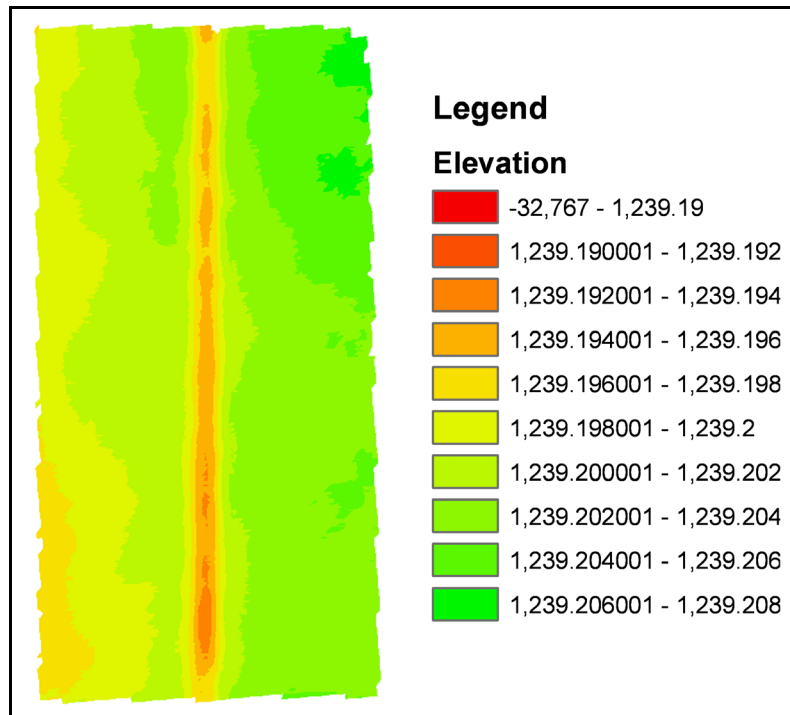 Legend
Elevation
-32,767 - 1,239.19
1,239.190001 - 1,239.192
1,239.192001 - 1,239.194
1,239.194001 - 1,239.196
1,239.196001 - 1,239.198
1,239.198001 - 1,239.2
1,239.200001 - 1,239.202
1,239.202001 - 1,239.204
1,239.204001 - 1,239.206
1,239.206001 - 1,239.208